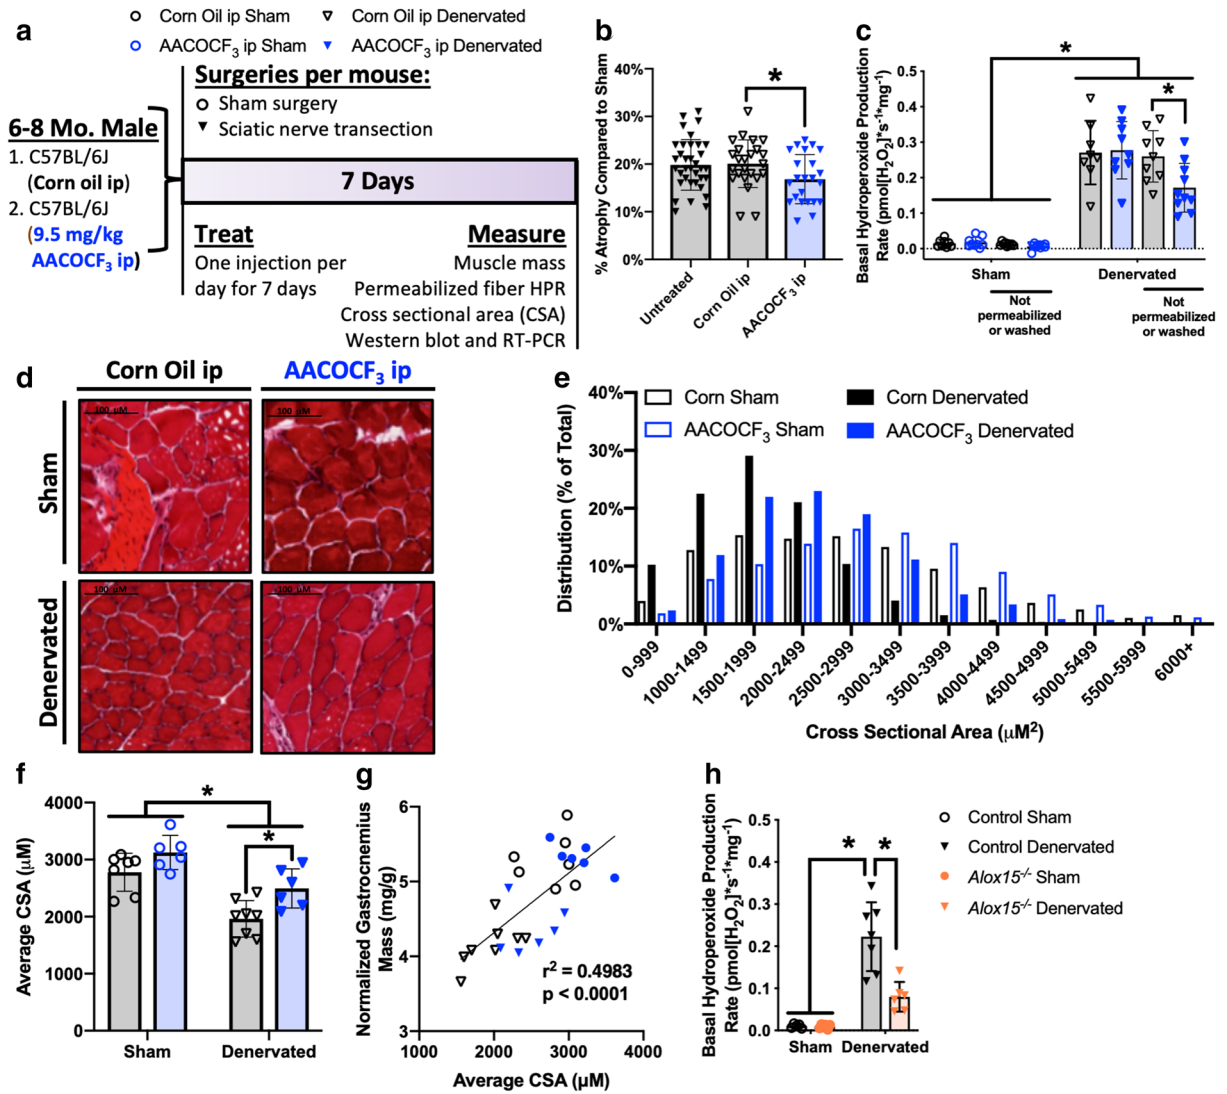 a
Corn Oil ip Sham
Corn Oil ip Denervated
AACOCF3 ip Sham
AACOCF3 ip Denervated
6-8 Mo. Male
1. C57BL/6J
(Corn oil ip)
2. C57BL/6J
(9.5 mg/kg
AACOCF3 ip)
Surgeries per mouse:
Sham surgery
Sciatic nerve transection
7 Days
Treat
One injection per
day for 7 days
Measure
Muscle mass
Permeabilized fiber HPR
Cross sectional area (CSA)
Western blot and RT-PCR
b
% Atrophy Compared to Sham
40%
30%
20%
10%
0%
*
Untreated
Corn Oil ip
AACOCF3 ip
c
Basal Hydroperoxide Production
Rate (pmol[H2O2]*s-1*mg-1)
0.5
0.4
0.3
0.2
0.1
0.0
*
*
Sham
Denervated
Not
permeabilized
or washed
Not
permeabilized
or washed
d
Corn Oil ip
AACOCF3 ip
Sham
Denervated
100 μM
100 μM
100 μM
100 μM
e
Distribution (% of Total)
40%
30%
20%
10%
0%
Corn Sham
Corn Denervated
AACOCF3 Sham
AACOCF3 Denervated
0-999
1000-1499
1500-1999
2000-2499
2500-2999
3000-3499
3500-3999
4000-4499
4500-4999
5000-5499
5500-5999
6000+
Cross Sectional Area (μM2)
f
Average CSA (μM)
4000
3000
2000
1000
0
*
*
Sham
Denervated
g
Normalized Gastrocnemius
Mass (mg/g)
6
5
4
3
r2 = 0.4983
p < 0.0001
1000
2000
3000
4000
Average CSA (μM)
h
Basal Hydroperoxide Production
Rate (pmol[H2O2]*s-1*mg-1)
0.5
0.4
0.3
0.2
0.1
0.0
*
*
Sham
Denervated
Control Sham
Control Denervated
Alox15-/- Sham
Alox15-/- Denervated